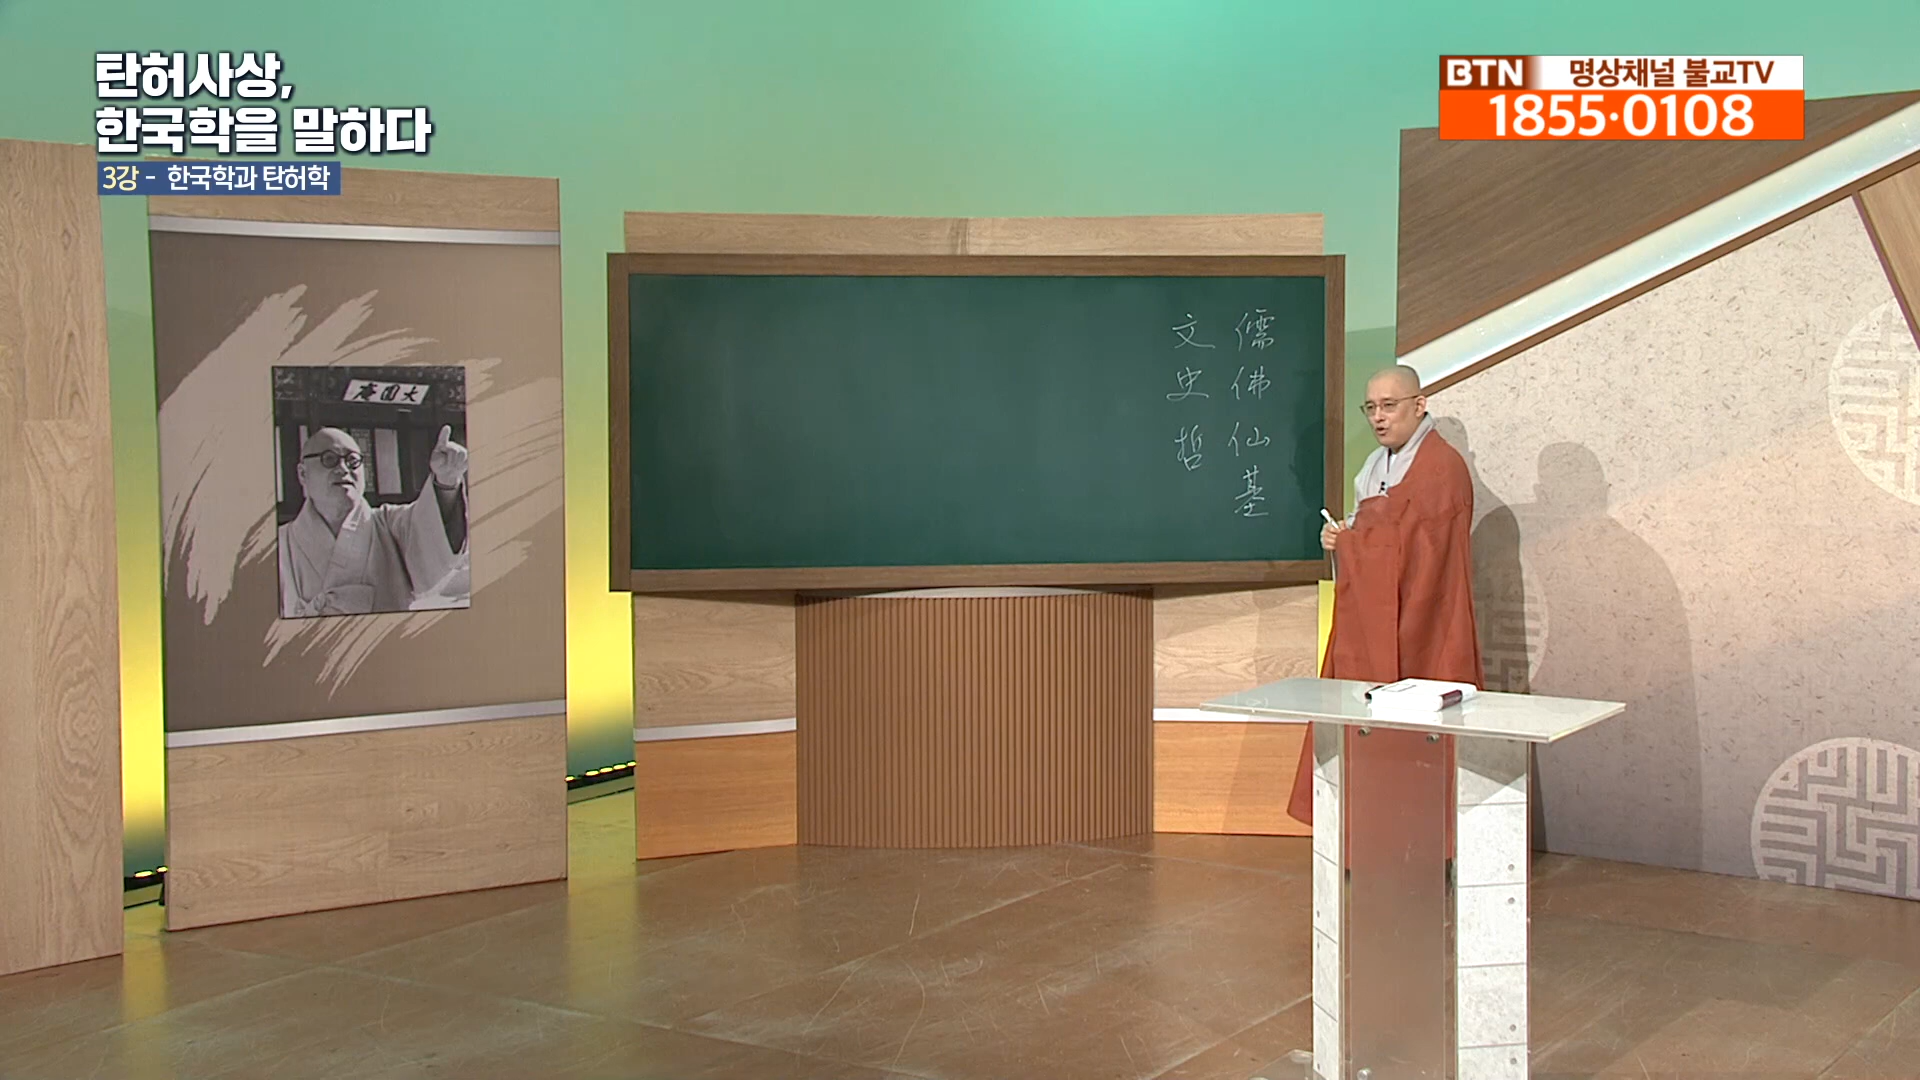 탄허사상,
한국학을 말하다
3강 - 한국학과 탄허학
BTN 명상채널 불교TV
1855·0108
儒佛仙基
文史哲
大圓庵